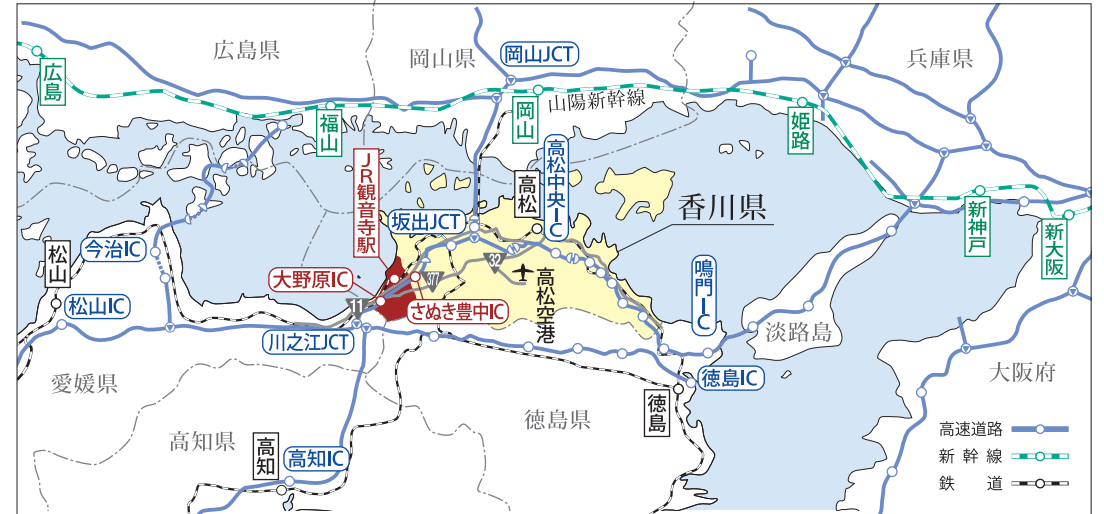 広島県
岡山県
兵庫県
岡山JCT
広島
福山
岡山
山陽新幹線
姫路
新神戸
新大阪
JR観音寺駅
坂出JCT
高松
高松中央IC
香川県
今治IC
松山
松山IC
大野原IC
さぬき豊中IC
11
377
32
高松空港
川之江JCT
鳴門IC
淡路島
徳島IC
徳島
愛媛県
高知県
徳島県
大阪府
高知
高知IC
高速道路
新幹線
鉄道